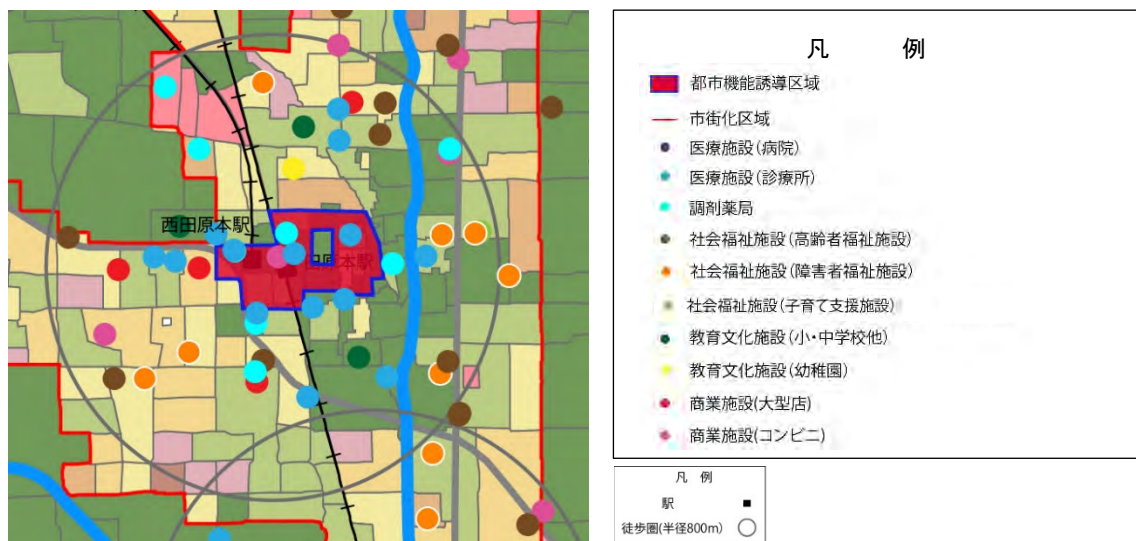 西田原本駅
田原本駅
凡 例
都市機能誘導区域
市街化区域
医療施設(病院)
医療施設(診療所)
調剤薬局
社会福祉施設(高齢者福祉施設)
社会福祉施設(障害者福祉施設)
社会福祉施設(子育て支援施設)
教育文化施設(小・中学校他)
教育文化施設(幼稚園)
商業施設(大型店)
商業施設(コンビニ)
凡 例
駅
徒歩圏(半径800m)